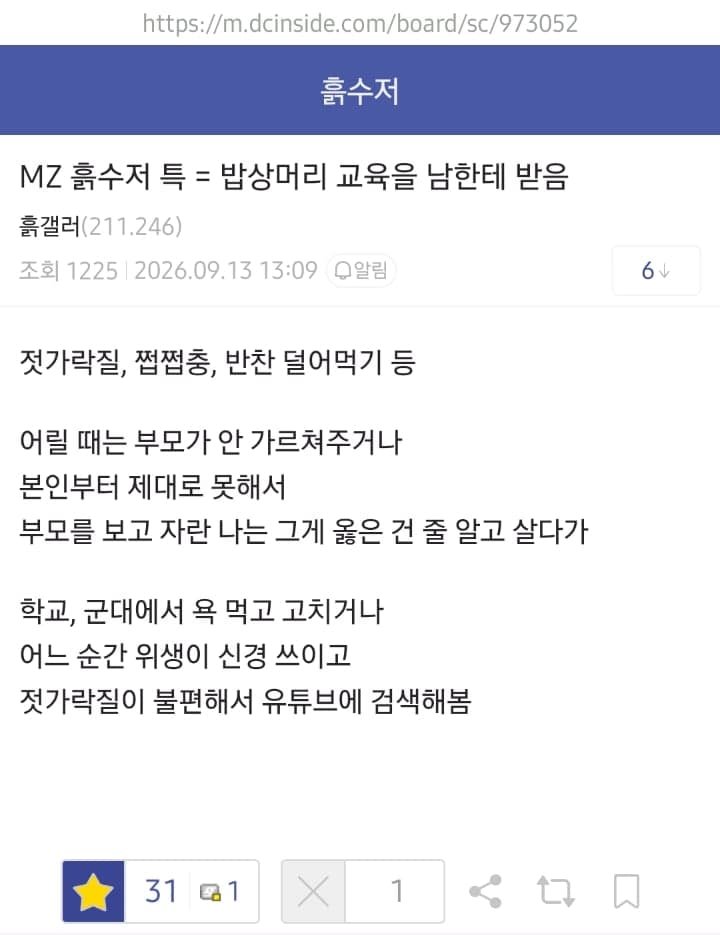 https://m.dcinside.com/board/sc/973052
흙수저
MZ 흙수저 특 = 밥상머리 교육을 남한테 받음
흙갤러(211.246)
조회 1225 | 2026.09.13 13:09 알림
6↓
젓가락질, 쩝쩝충, 반찬 덜어먹기 등
어릴 때는 부모가 안 가르쳐주거나
본인부터 제대로 못해서
부모를 보고 자란 나는 그게 옳은 건 줄 알고 살다가
학교, 군대에서 욕 먹고 고치거나
어느 순간 위생이 신경 쓰이고
젓가락질이 불편해서 유튜브에 검색해봄
31 1 1